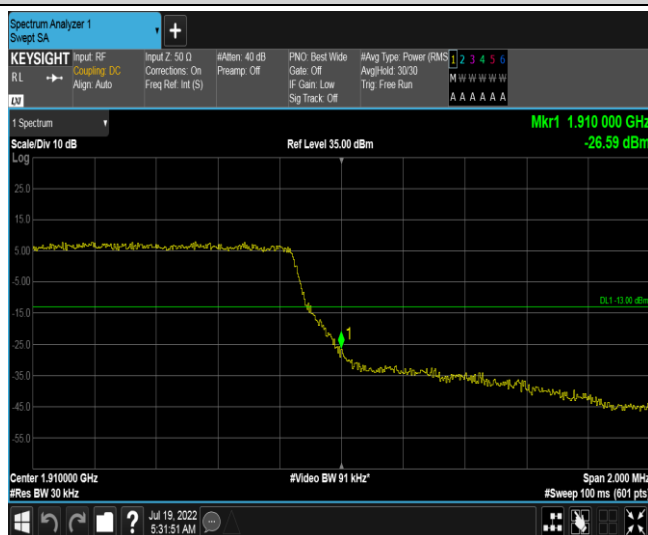 Spectrum Analyzer 1
Swept SA
KEYSIGHT
RL
Input: RF
Coupling: DC
Align: Auto
Input Z: 50 Ω
Corrections: On
Freq Ref: Int (S)
#Atten: 40 dB
Preamp: Off
PNO: Best Wide
Gate: Off
IF Gain: Low
Sig Track: Off
#Avg Type: Power (RMS
Avg|Hold: 30/30
Trig: Free Run
1 2 3 4 5 6
M W W W W W
A A A A A A
LXI
1 Spectrum
Mkr1 1.910 000 GHz
Scale/Div 10 dB
Ref Level 35.00 dBm
-26.59 dBm
Log
25.0
15.0
5.00
-5.00
DL1 -13.00 dBm
-15.0
1
-25.0
-35.0
-45.0
-55.0
Center 1.910000 GHz
#Video BW 91 kHz*
Span 2.000 MHz
#Res BW 30 kHz
#Sweep 100 ms (601 pts)
?
Jul 19, 2022
5:31:51 AM